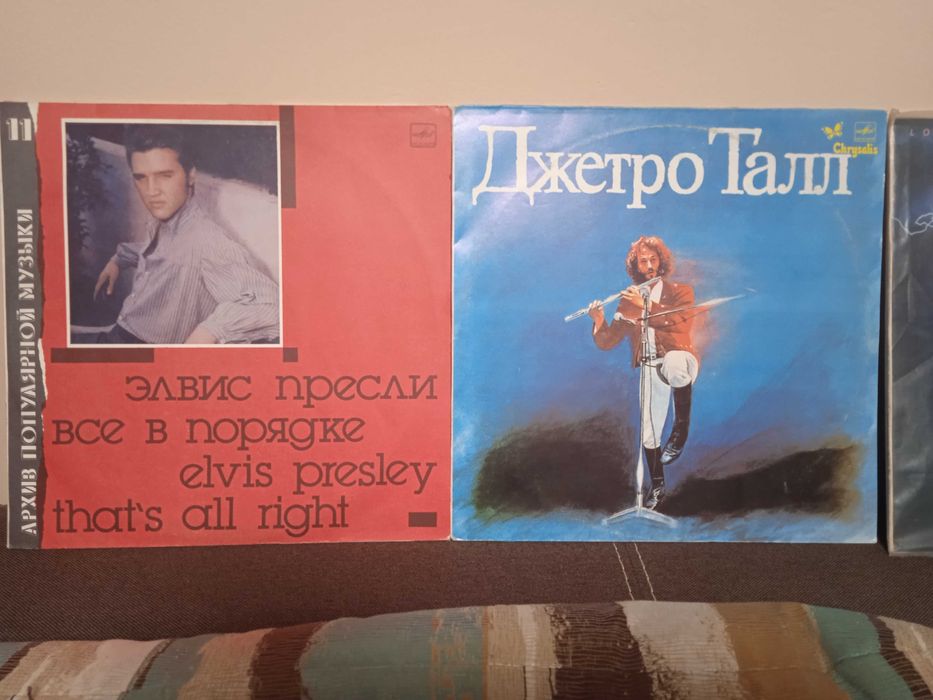 11
АРХИВ ПОПУЛЯРНОЙ МУЗЫКИ
ЭЛВИС ПРЕСЛИ
ВСЕ В ПОРЯДКЕ
elvis presley
that's all right
Джетро Талл
Chrysalis